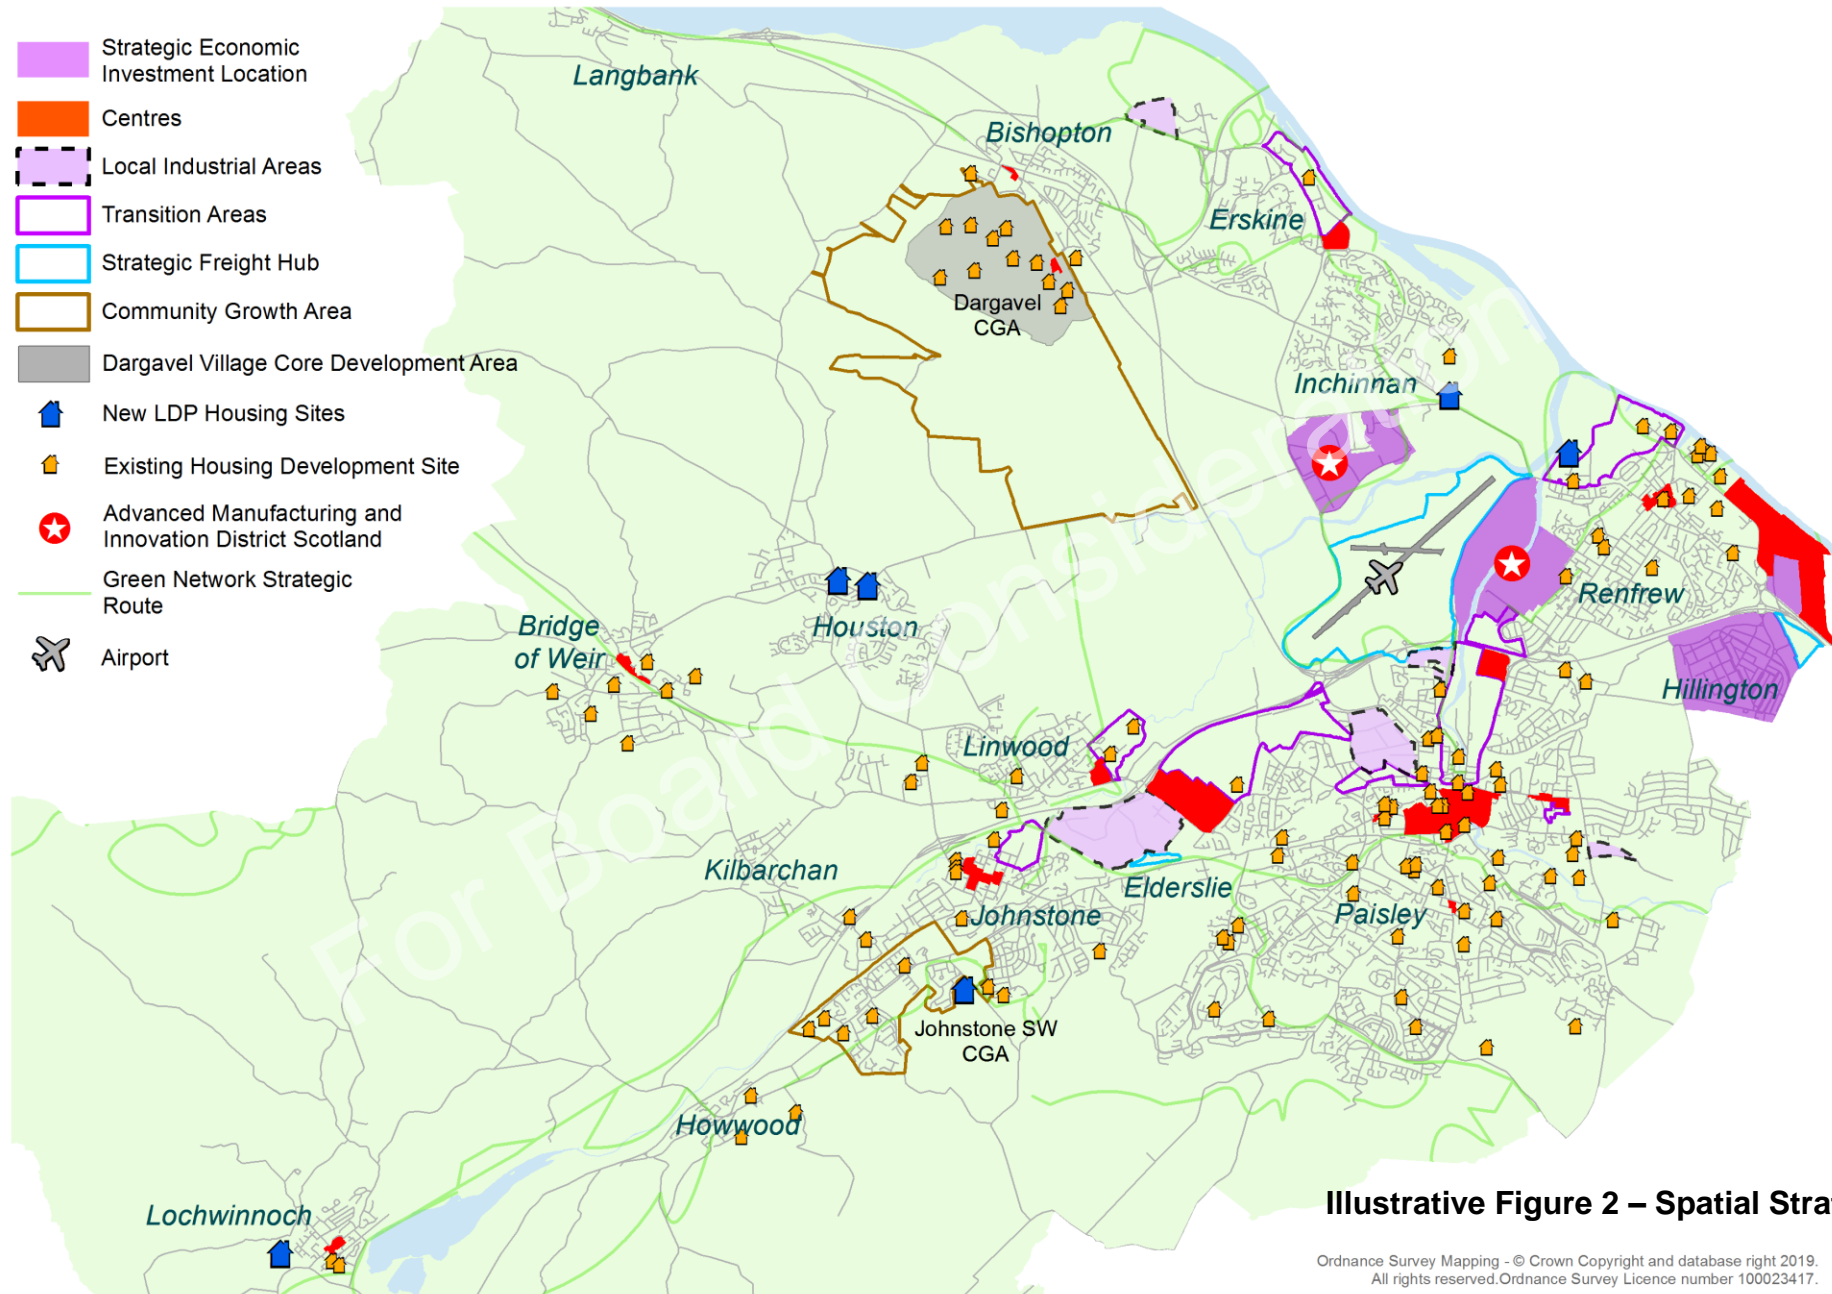 Strategic Economic
Investment Location
Centres
Local Industrial Areas
Transition Areas
Strategic Freight Hub
Community Growth Area
Dargavel Village Core Development Area
New LDP Housing Sites
Existing Housing Development Site
Advanced Manufacturing and
Innovation District Scotland
Green Network Strategic
Route
Airport
Langbank
Bishopton
Erskine
Dargavel
CGA
Inchinnan
Renfrew
Houston
Bridge
of Weir
Hillington
Linwood
Kilbarchan
Elderslie
Johnstone
Paisley
Johnstone SW
CGA
Howwood
Lochwinnoch
For Board Consideration
Illustrative Figure 2 – Spatial Stra
Ordnance Survey Mapping - © Crown Copyright and database right 2019.
All rights reserved.Ordnance Survey Licence number 100023417.